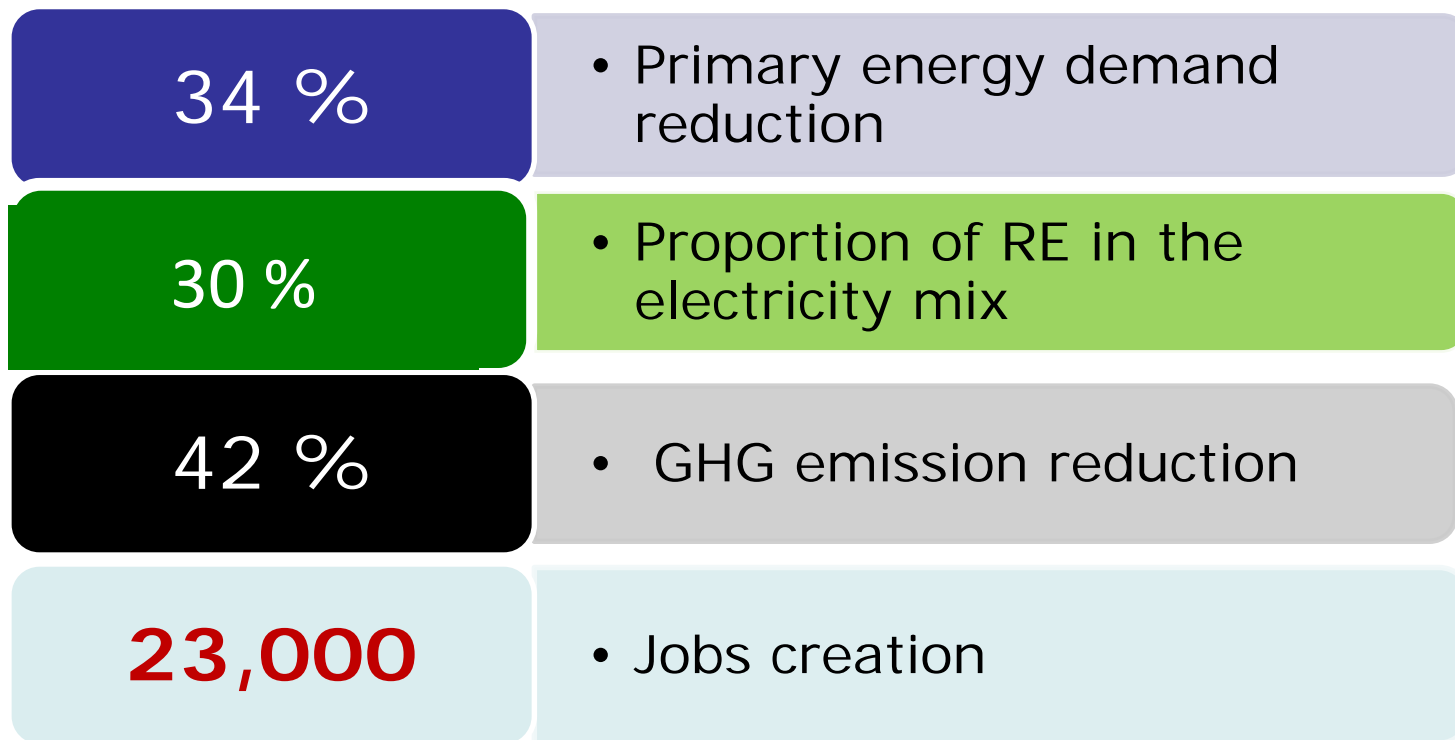 34 %
• Primary energy demand
reduction
30 %
• Proportion of RE in the
electricity mix
42 %
• GHG emission reduction
23,000
• Jobs creation